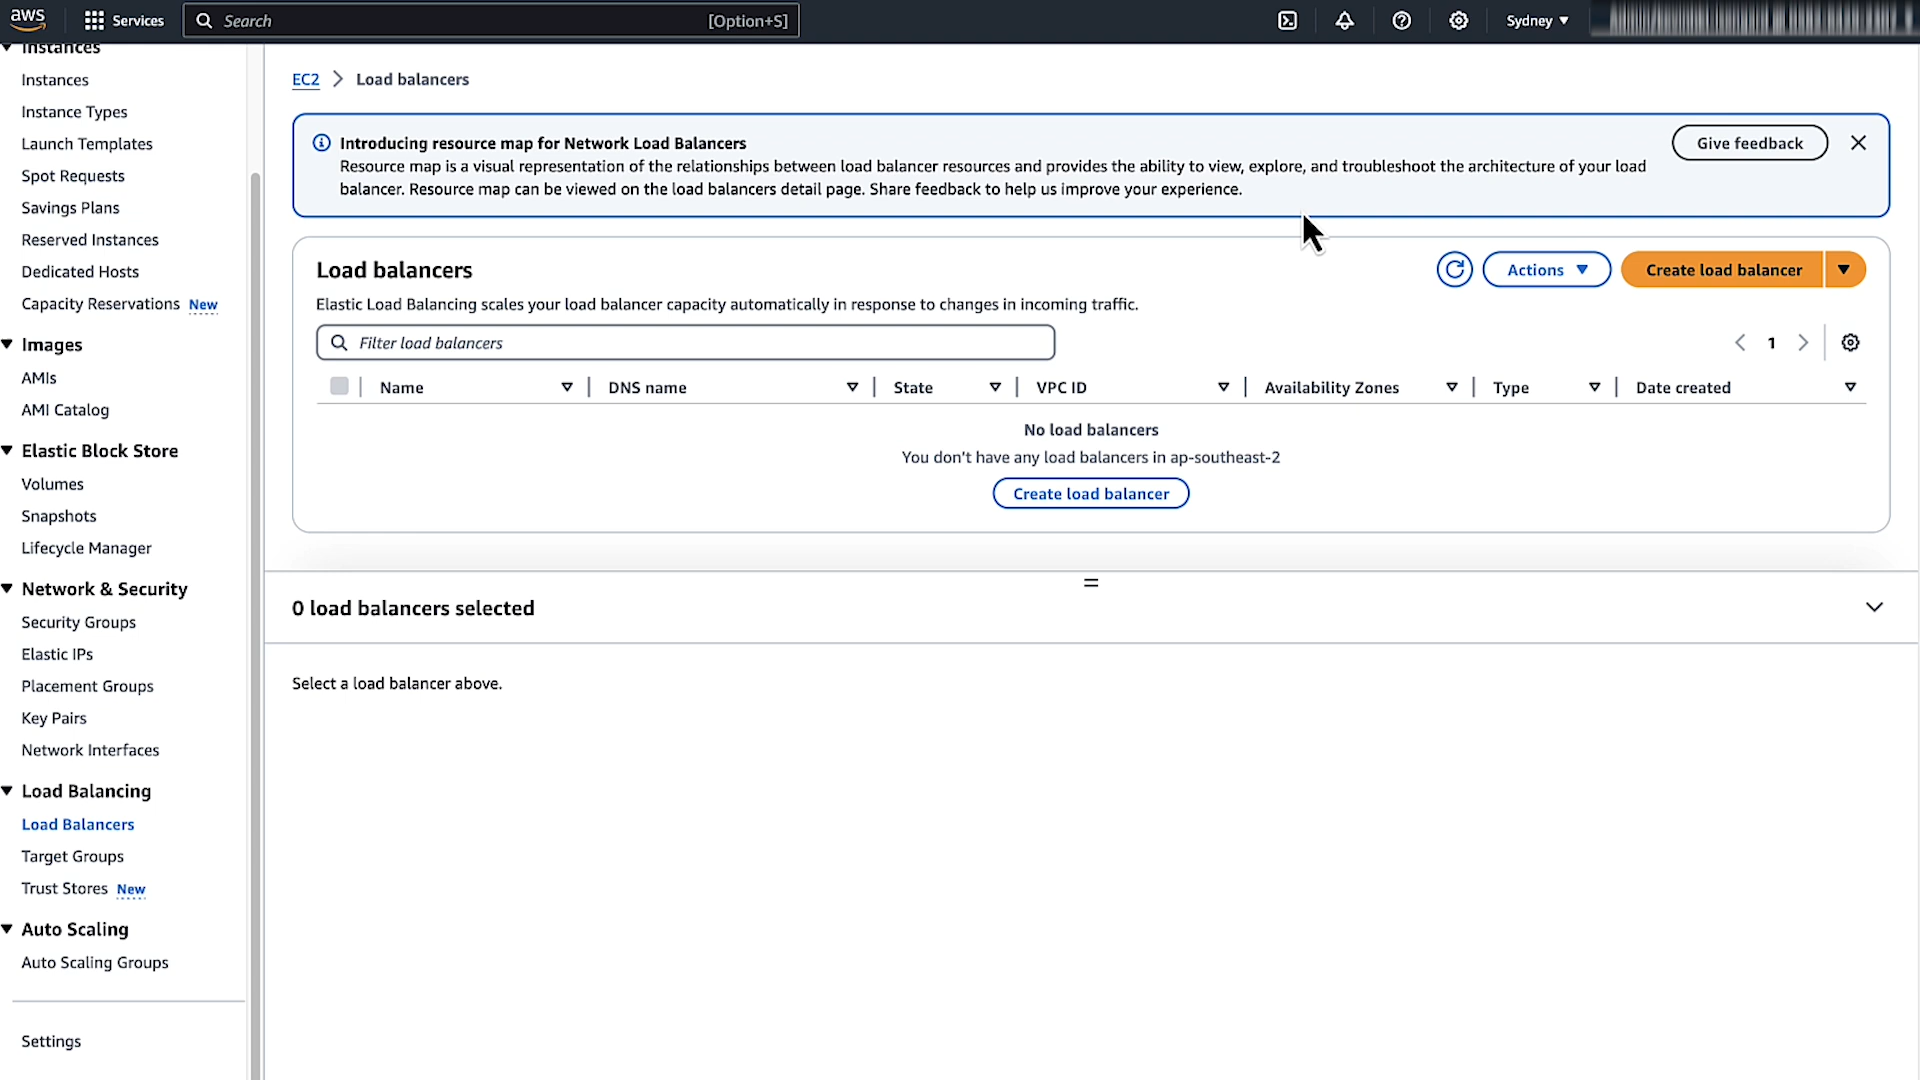 aws
Services
Search
[Option+S]
Sydney
Instances
Instances
Instance Types
Launch Templates
Spot Requests
Savings Plans
Reserved Instances
Dedicated Hosts
Capacity Reservations New
Images
AMIs
AMI Catalog
Elastic Block Store
Volumes
Snapshots
Lifecycle Manager
Network & Security
Security Groups
Elastic IPs
Placement Groups
Key Pairs
Network Interfaces
Load Balancing
Load Balancers
Target Groups
Trust Stores New
Auto Scaling
Auto Scaling Groups
Settings
EC2 > Load balancers
Introducing resource map for Network Load Balancers
Resource map is a visual representation of the relationships between load balancer resources and provides the ability to view, explore, and troubleshoot the architecture of your load
balancer. Resource map can be viewed on the load balancers detail page. Share feedback to help us improve your experience.
Give feedback
Load balancers
Actions
Create load balancer
Elastic Load Balancing scales your load balancer capacity automatically in response to changes in incoming traffic.
Filter load balancers
1
Name
DNS name
State
VPC ID
Availability Zones
Type
Date created
No load balancers
You don't have any load balancers in ap-southeast-2
Create load balancer
0 load balancers selected
Select a load balancer above.